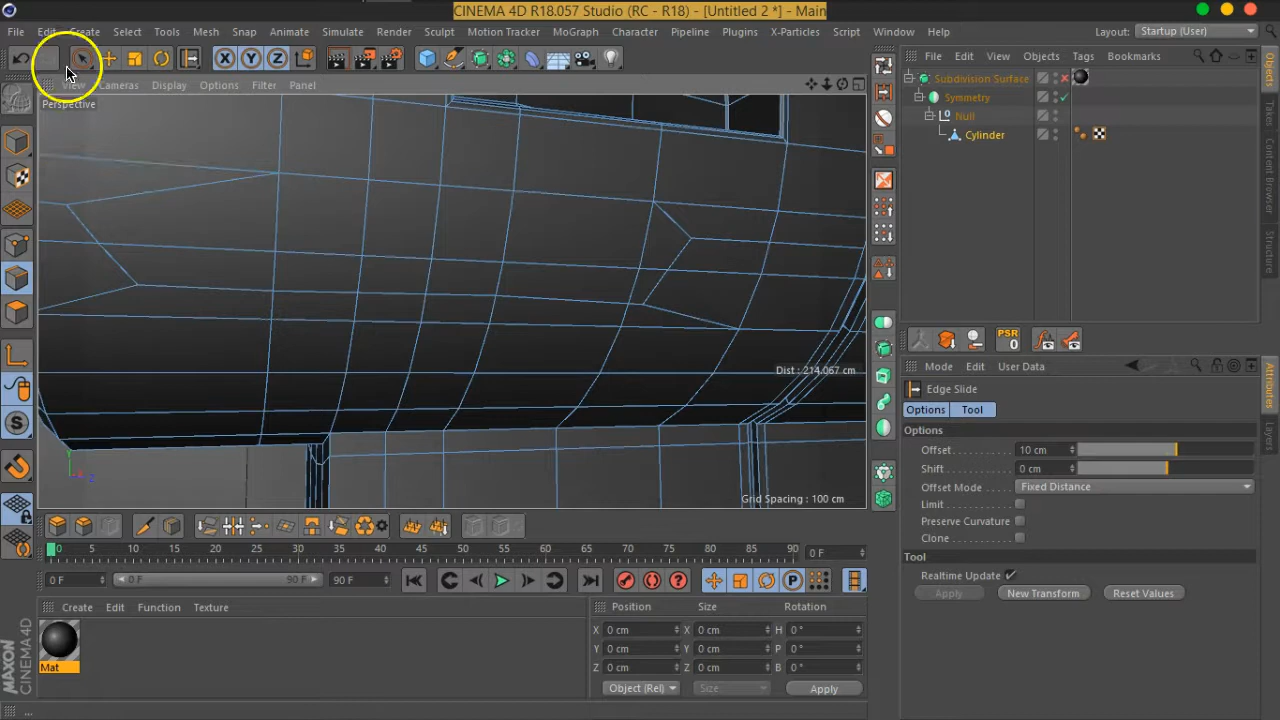 CINEMA 4D R18.057 Studio (RC - R18) - [Untitled 2 *] - Main
File Edit Create Select Tools Mesh Snap Animate Simulate Render Sculpt Motion Tracker MoGraph Character Pipeline Plugins X-Particles Script Window Help Layout: Startup (User)
X Y Z
File Edit View Objects Tags Bookmarks
View Cameras Display Options Filter Panel
Perspective
Subdivision Surface
Symmetry
Null
Cylinder
Objects
Takes
Content Browser
Structure
PSR
0
Dist : 214.067 cm
Y
X
Z
Grid Spacing : 100 cm
Mode Edit User Data
Edge Slide
Options Tool
Options
Offset 10 cm
Shift 0 cm
Offset Mode Fixed Distance
Limit
Preserve Curvature
Clone
Tool
Realtime Update
Apply New Transform Reset Values
Attributes
Layers
0 5 10 15 20 25 30 35 40 45 50 55 60 65 70 75 80 85 90 0 F
0 F 0 F 90 F 90 F
Create Edit Function Texture
Mat
Position Size Rotation
X 0 cm X 0 cm H 0 °
Y 0 cm Y 0 cm P 0 °
Z 0 cm Z 0 cm B 0 °
Object (Rel) Size Apply
MAXON
CINEMA 4D
...